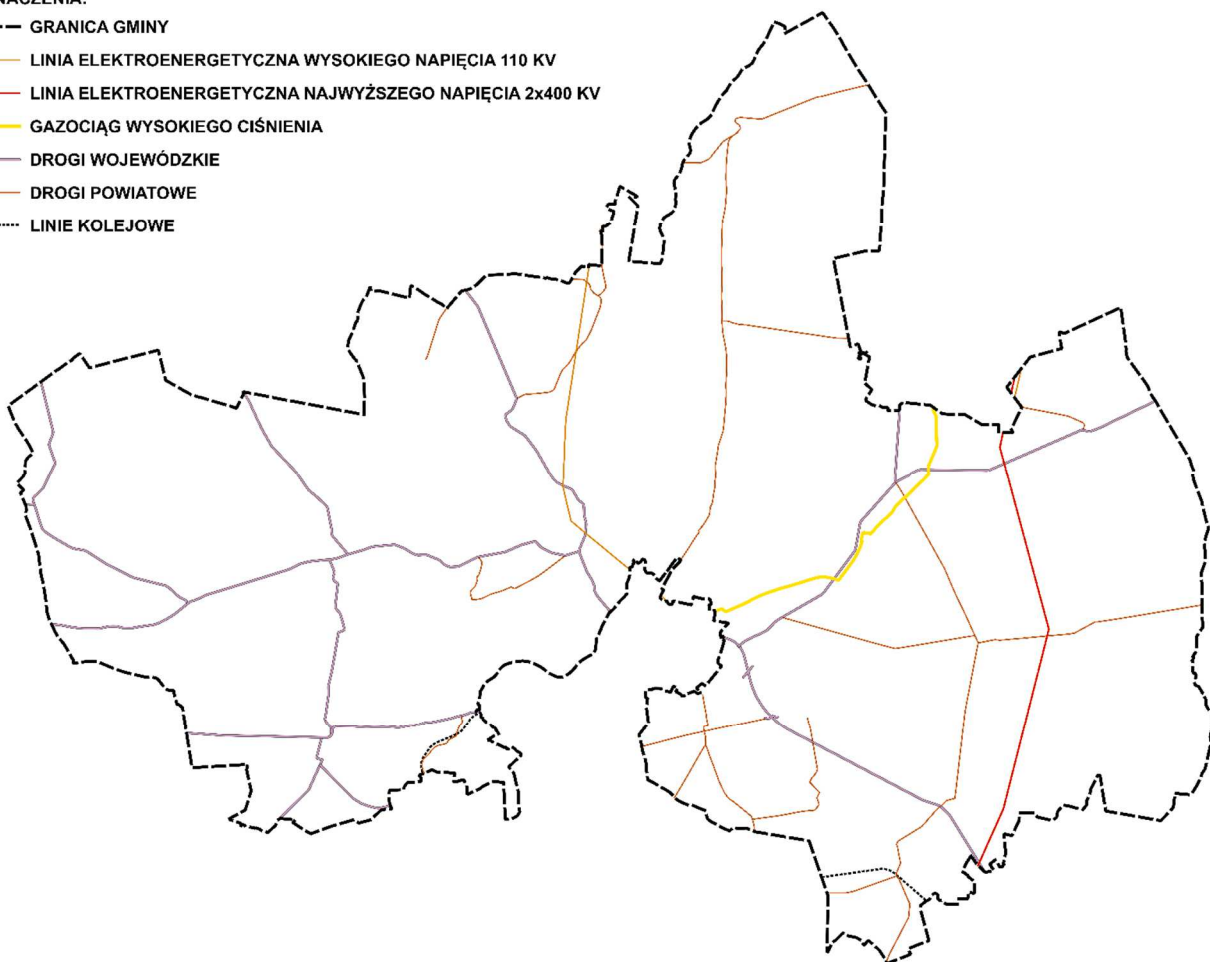 GRANICA GMINY
LINIA ELEKTROENERGETYCZNA WYSOKIEGO NAPIĘCIA 110 KV
LINIA ELEKTROENERGETYCZNA NAJWYŻSZEGO NAPIĘCIA 2x400 KV
GAZOCIĄG WYSOKIEGO CIŚNIENIA
DROGI WOJEWÓDZKIE
DROGI POWIATOWE
LINIE KOLEJOWE